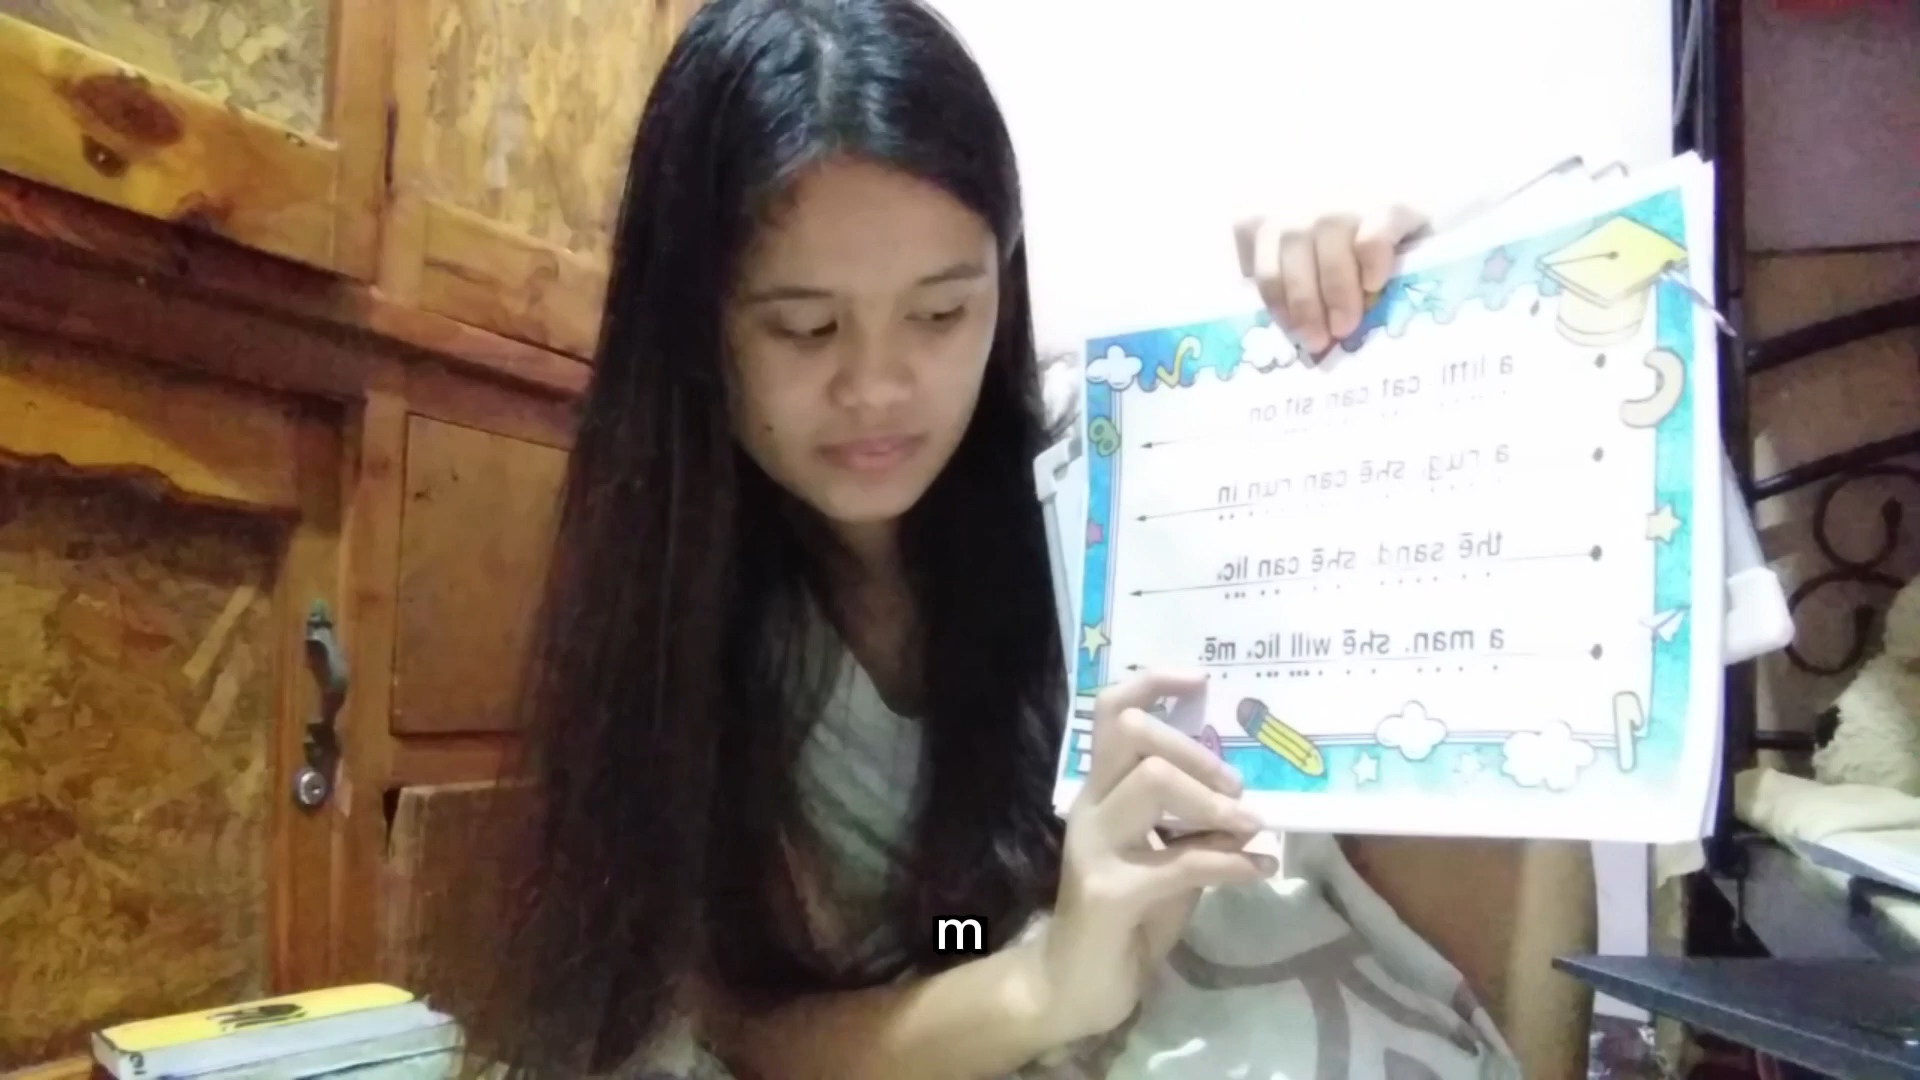 a littl. cat can sit on
a rug. shē can run in
thē sand. shē can lic.
a man. shē will lic. mē.
m